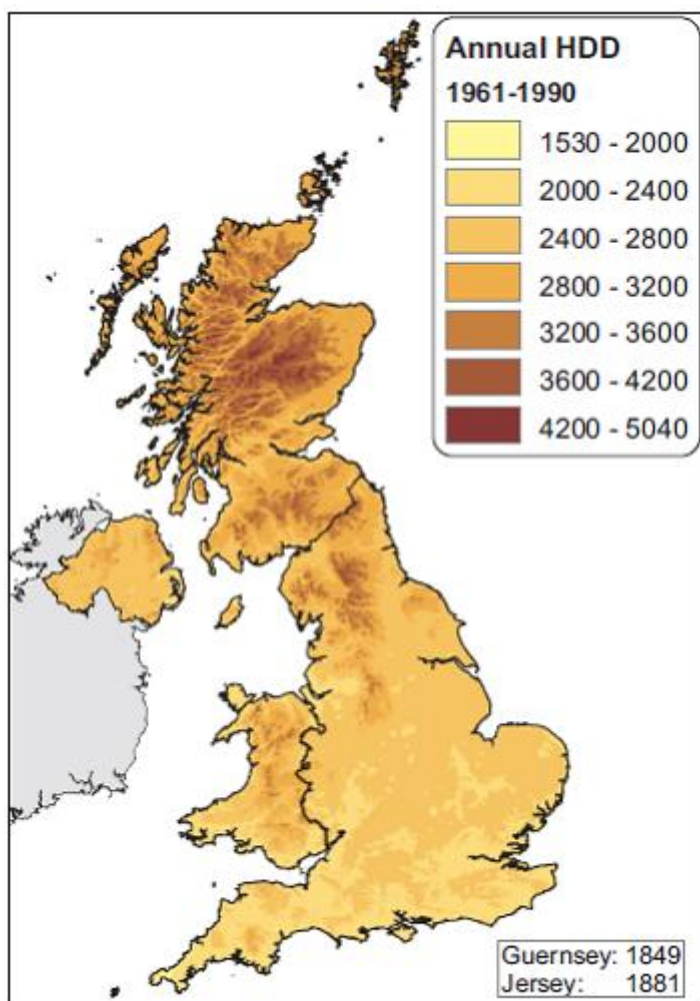 Annual HDD
1961-1990
1530 - 2000
2000 - 2400
2400 - 2800
2800 - 3200
3200 - 3600
3600 - 4200
4200 - 5040
Guernsey: 1849
Jersey: 1881